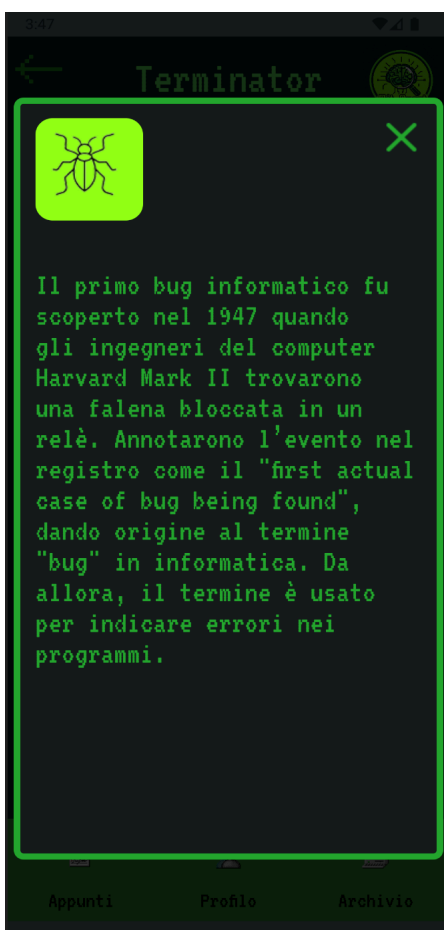 3:47
Terminator
Il primo bug informatico fu
scoperto nel 1947 quando
gli ingegneri del computer
Harvard Mark II trovarono
una falena bloccata in un
relè. Annotarono l'evento nel
registro come il "first actual
case of bug being found",
dando origine al termine
"bug" in informatica. Da
allora, il termine è usato
per indicare errori nei
programmi.
Appunti Profilo Archivio